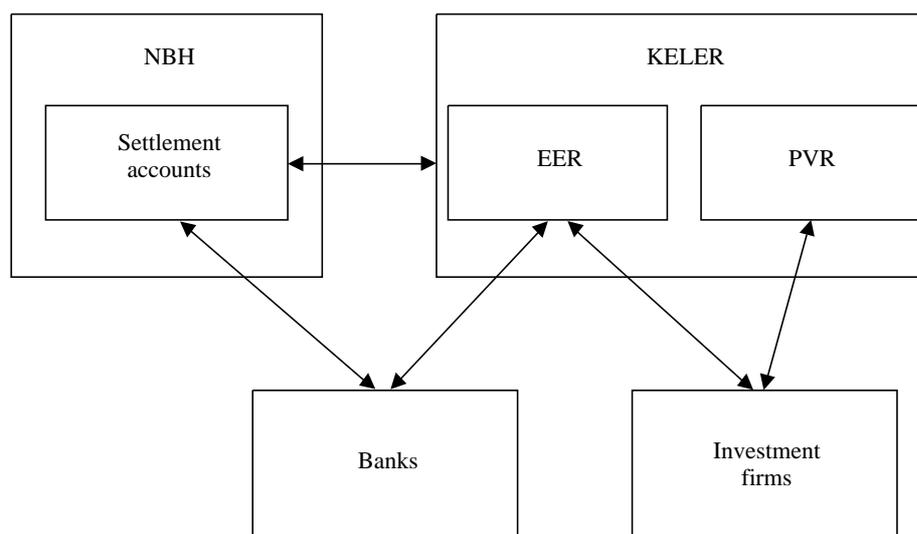 NBH
KELER
Settlement
accounts
EER
PVR
Banks
Investment
firms